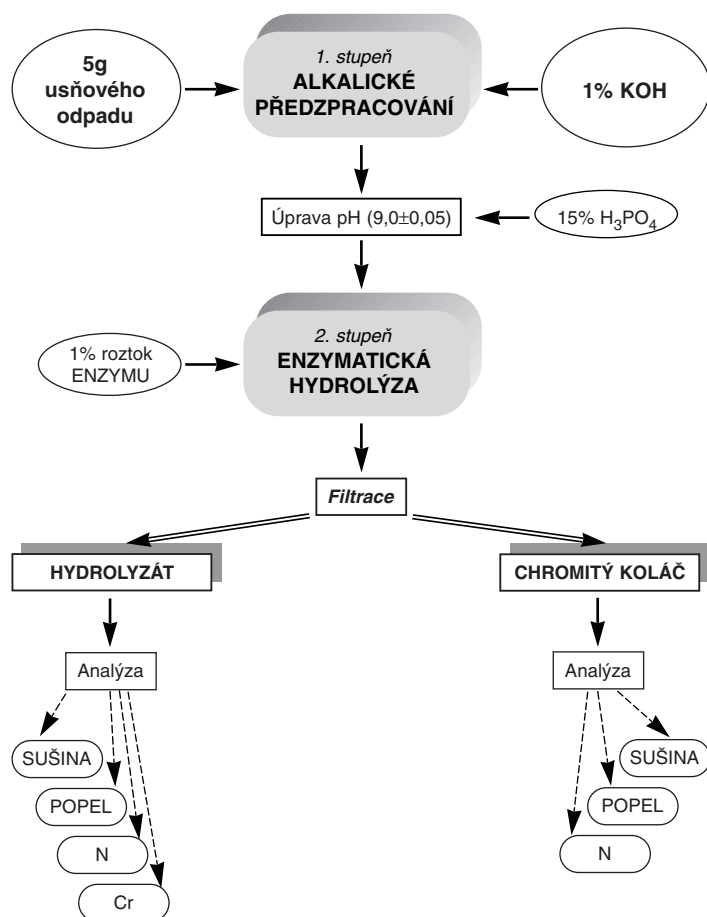 5g
usňového
odpadu
1. stupeň
ALKALICKÉ
PŘEDZPRACOVÁNÍ
1% KOH
Úprava pH (9,0±0,05)
15% H₃PO₄
1% roztok
ENZYMU
2. stupeň
ENZYMATICKÁ
HYDROLÝZA
Filtrace
HYDROLYZÁT
CHROMITÝ KOLÁČ
Analýza
SUŠINA
POPEL
N
Cr
Analýza
SUŠINA
POPEL
N